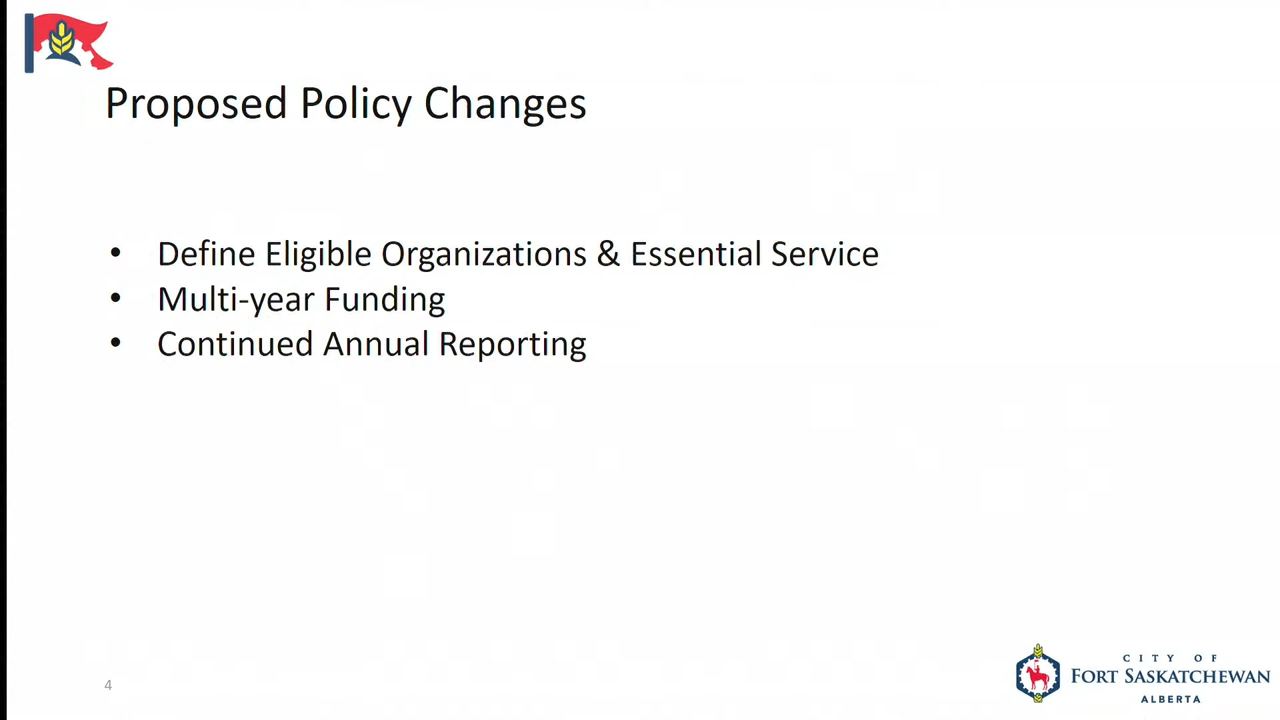 Proposed Policy Changes
• Define Eligible Organizations & Essential Service
• Multi-year Funding
• Continued Annual Reporting
4
CITY OF
FORT SASKATCHEWAN
ALBERTA